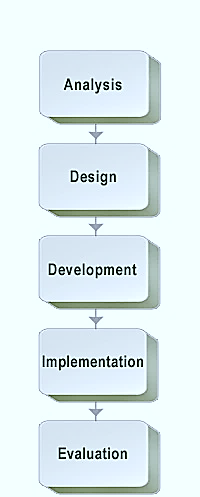 Analysis
Design
Development
Implementation
Evaluation